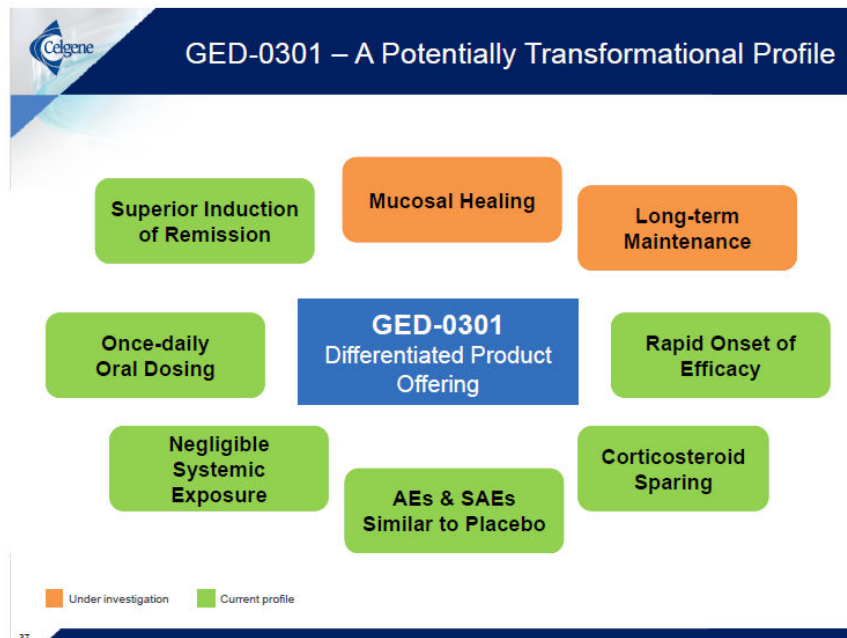 Celgene
GED-0301 – A Potentially Transformational Profile
Superior Induction
of Remission
Mucosal Healing
Long-term
Maintenance
Once-daily
Oral Dosing
GED-0301
Differentiated Product
Offering
Rapid Onset of
Efficacy
Negligible
Systemic
Exposure
AEs & SAEs
Similar to Placebo
Corticosteroid
Sparing
Under investigation
Current profile
37